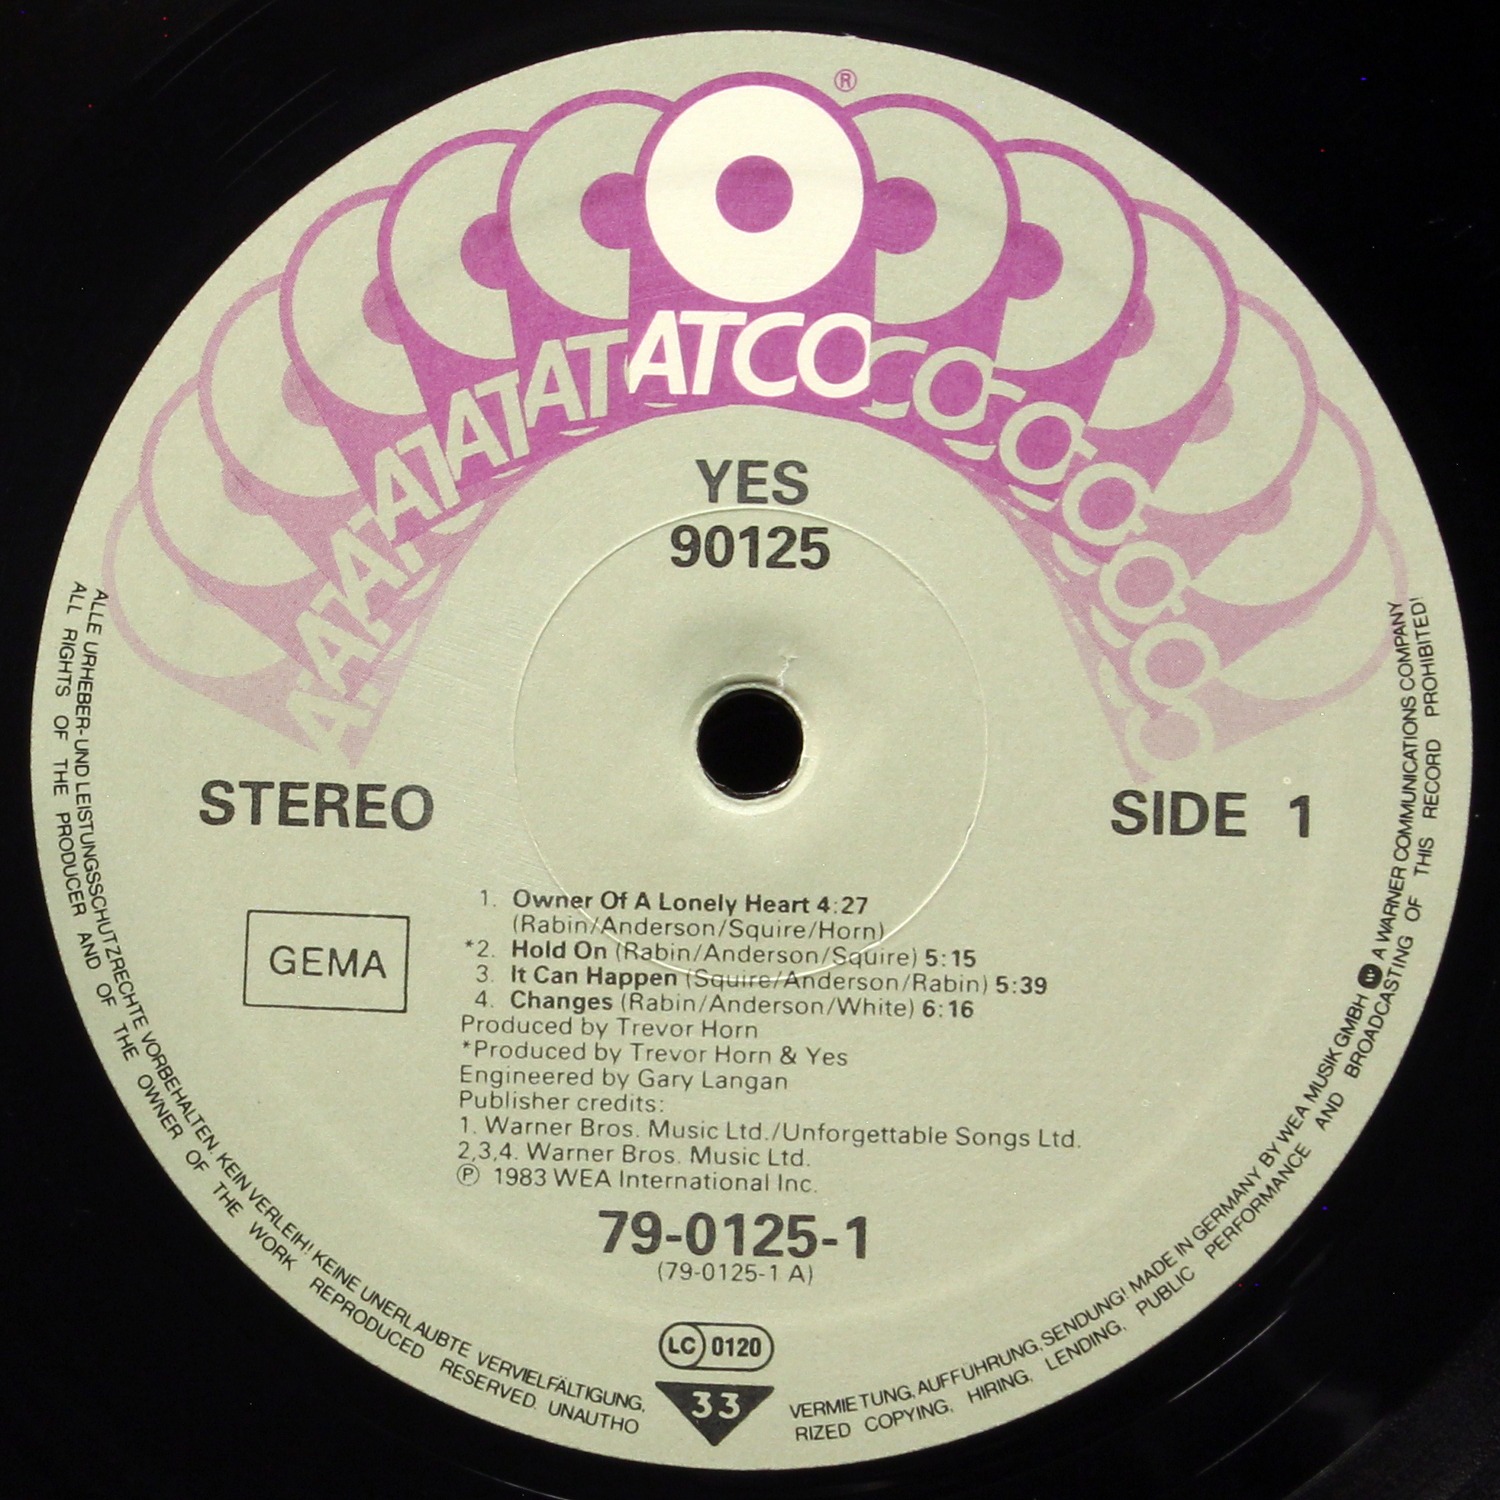 ®
ATCO
YES
90125
STEREO
SIDE 1
GEMA
1. Owner Of A Lonely Heart 4:27
(Rabin/Anderson/Squire/Horn)
*2. Hold On (Rabin/Anderson/Squire) 5:15
3. It Can Happen (Squire/Anderson/Rabin) 5:39
4. Changes (Rabin/Anderson/White) 6:16
Produced by Trevor Horn
*Produced by Trevor Horn & Yes
Engineered by Gary Langan
Publisher credits:
1. Warner Bros. Music Ltd./Unforgettable Songs Ltd.
2,3,4. Warner Bros. Music Ltd.
℗ 1983 WEA International Inc.
79-0125-1
(79-0125-1 A)
LC 0120
33
ALLE URHEBER- UND LEISTUNGSSCHUTZRECHTE VORBEHALTEN. KEIN VERLEIH! KEINE UNERLAUBTE VERVIELFÄLTIGUNG, VERMIETUNG, AUFFÜHRUNG, SENDUNG! MADE IN GERMANY BY WEA MUSIK GMBH A WARNER COMMUNICATIONS COMPANY
ALL RIGHTS OF THE PRODUCER AND OF THE OWNER OF THE WORK REPRODUCED RESERVED. UNAUTHORIZED COPYING, HIRING, LENDING, PUBLIC PERFORMANCE AND BROADCASTING OF THIS RECORD PROHIBITED!